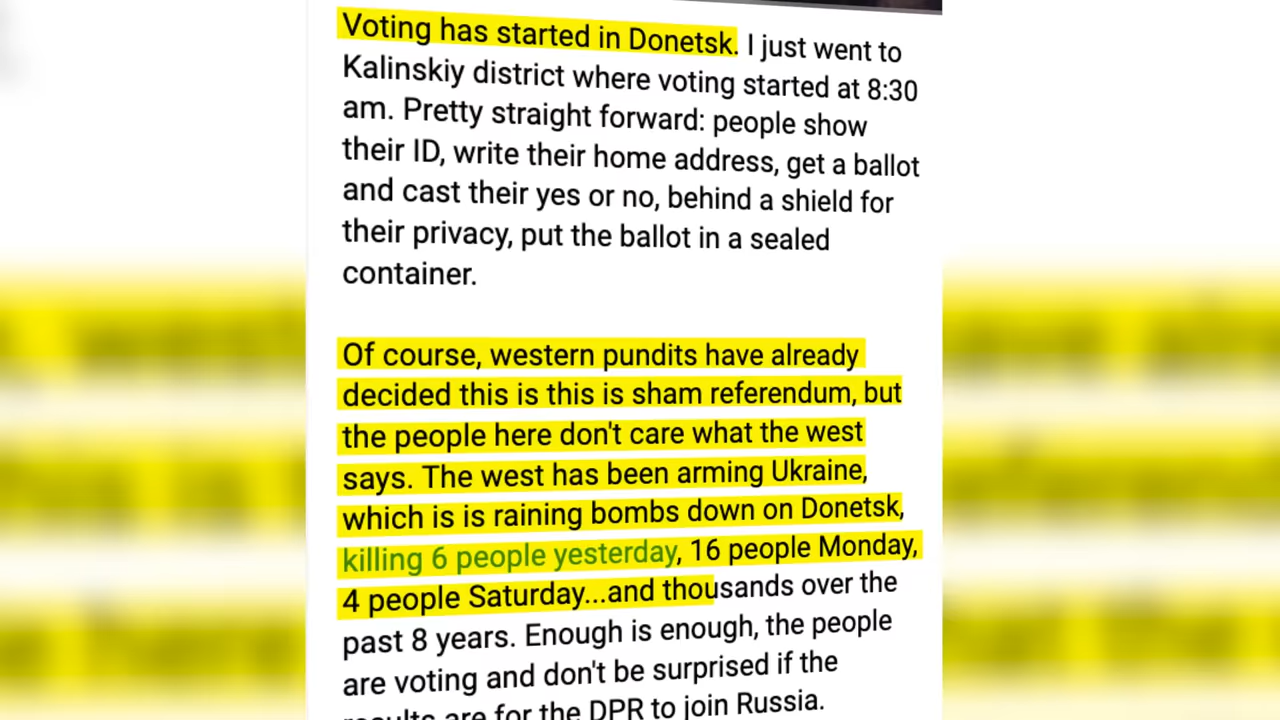 Voting has started in Donetsk. I just went to
Kalinskiy district where voting started at 8:30
am. Pretty straight forward: people show
their ID, write their home address, get a ballot
and cast their yes or no, behind a shield for
their privacy, put the ballot in a sealed
container.
Of course, western pundits have already
decided this is this is sham referendum, but
the people here don't care what the west
says. The west has been arming Ukraine,
which is is raining bombs down on Donetsk,
killing 6 people yesterday, 16 people Monday,
4 people Saturday...and thousands over the
past 8 years. Enough is enough, the people
are voting and don't be surprised if the
results are for the DPR to join Russia.